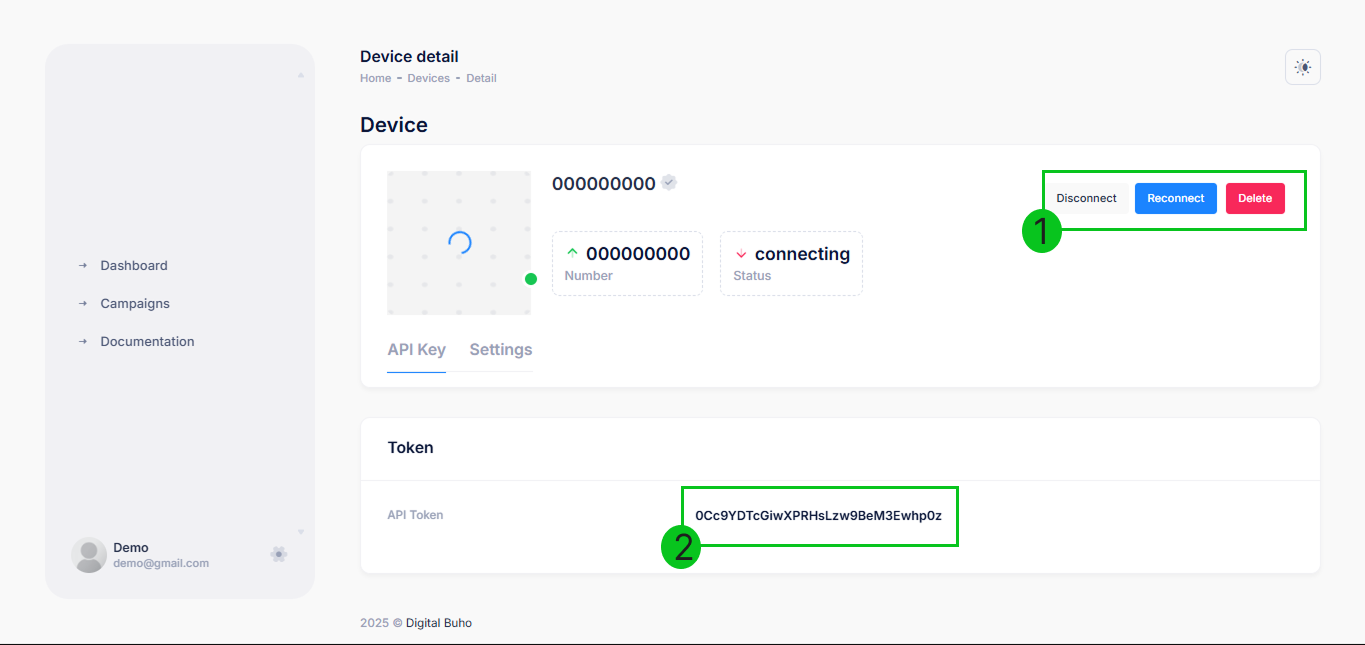 Device detail
Home - Devices - Detail
Device
000000000
Disconnect Reconnect Delete
1
000000000
Number
connecting
Status
Dashboard
Campaigns
Documentation
API Key Settings
Token
API Token
0Cc9YDTcGiwXPRHsLzw9BeM3Ewhp0z
2
Demo
demo@gmail.com
2025 © Digital Buho